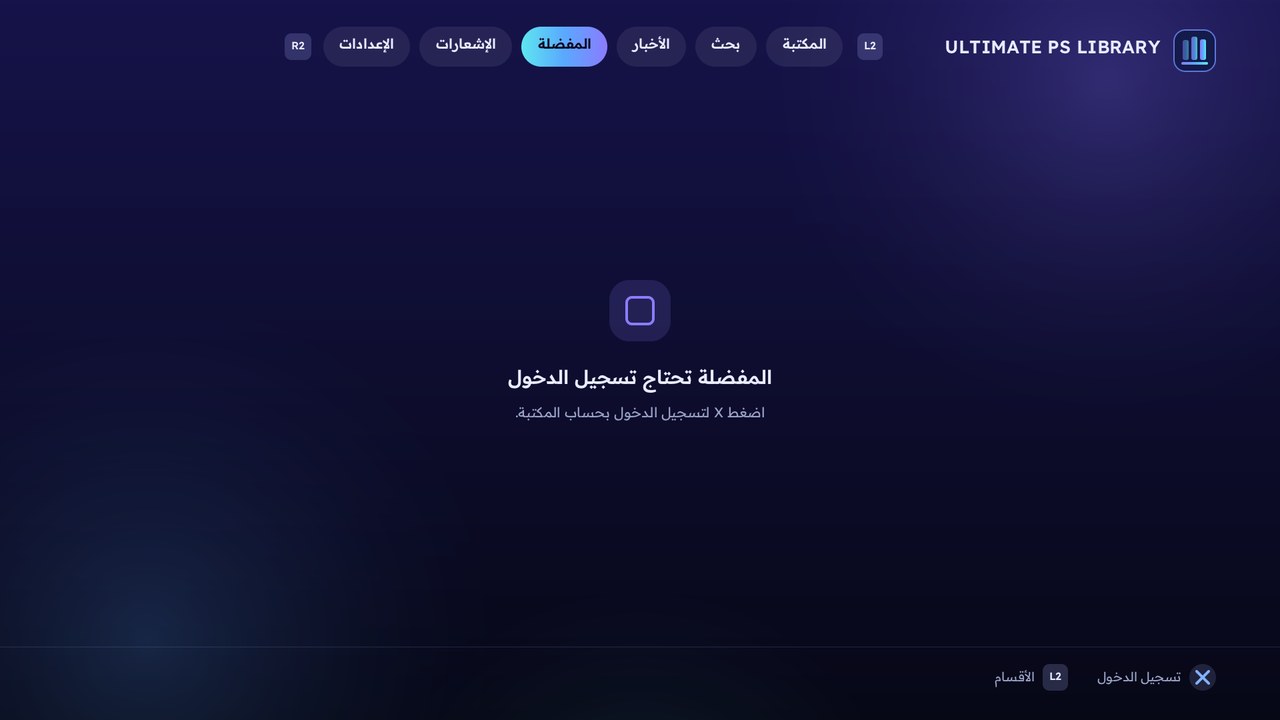 ULTIMATE PS LIBRARY
L2 المكتبة بحث الأخبار المفضلة الإشعارات الإعدادات R2
المفضلة تحتاج تسجيل الدخول
اضغط X لتسجيل الدخول بحساب المكتبة.
تسجيل الدخول L2 الأقسام